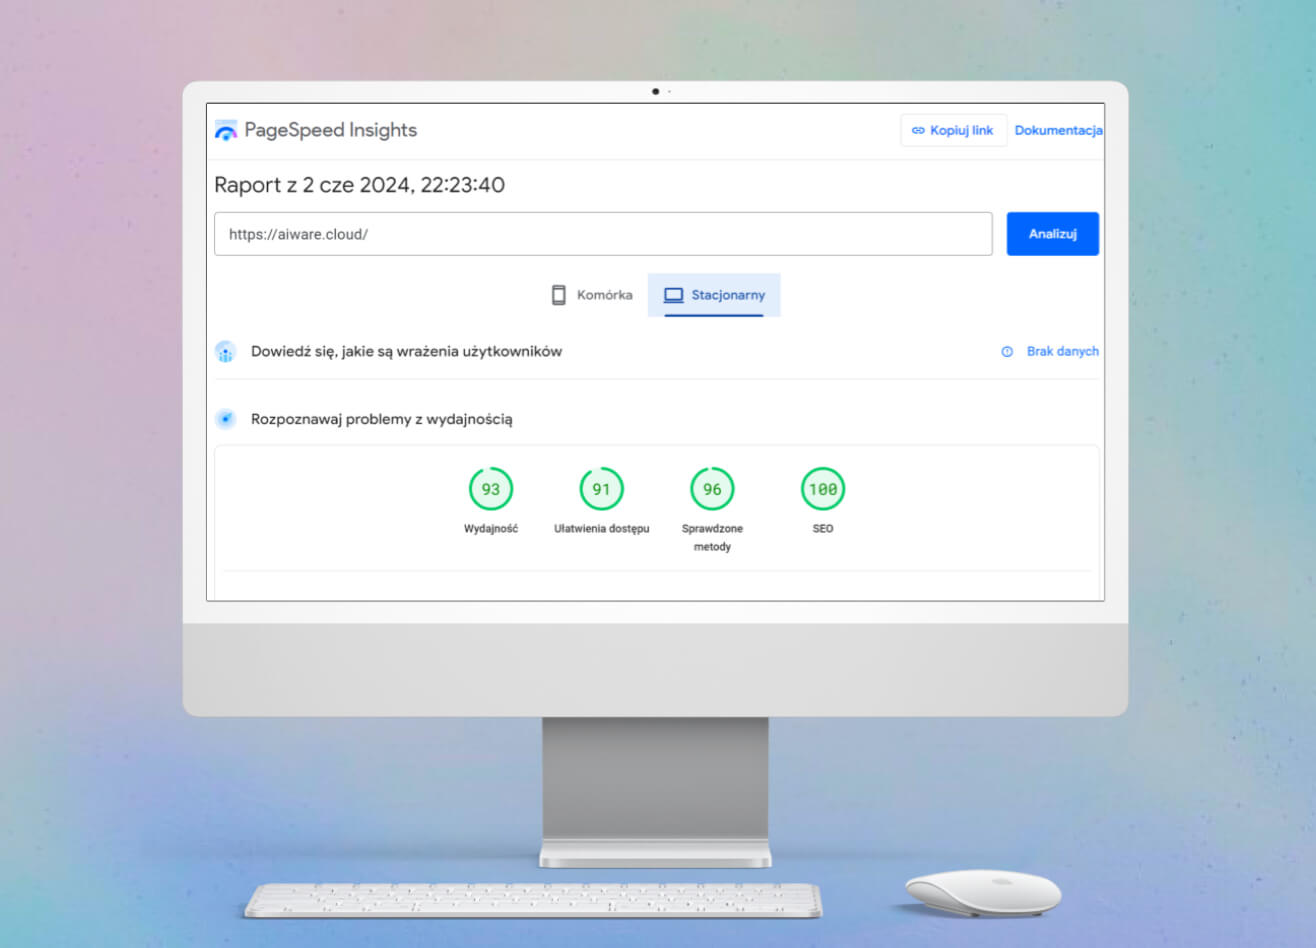 PageSpeed Insights
Kopiuj link
Dokumentacja
Raport z 2 cze 2024, 22:23:40
https://aiware.cloud/
Analizuj
Komórka
Stacjonarny
Dowiedź się, jakie są wrażenia użytkowników
Brak danych
Rozpoznawaj problemy z wydajnością
93
91
96
100
Wydajność
Ułatwienia dostępu
Sprawdzone
metody
SEO